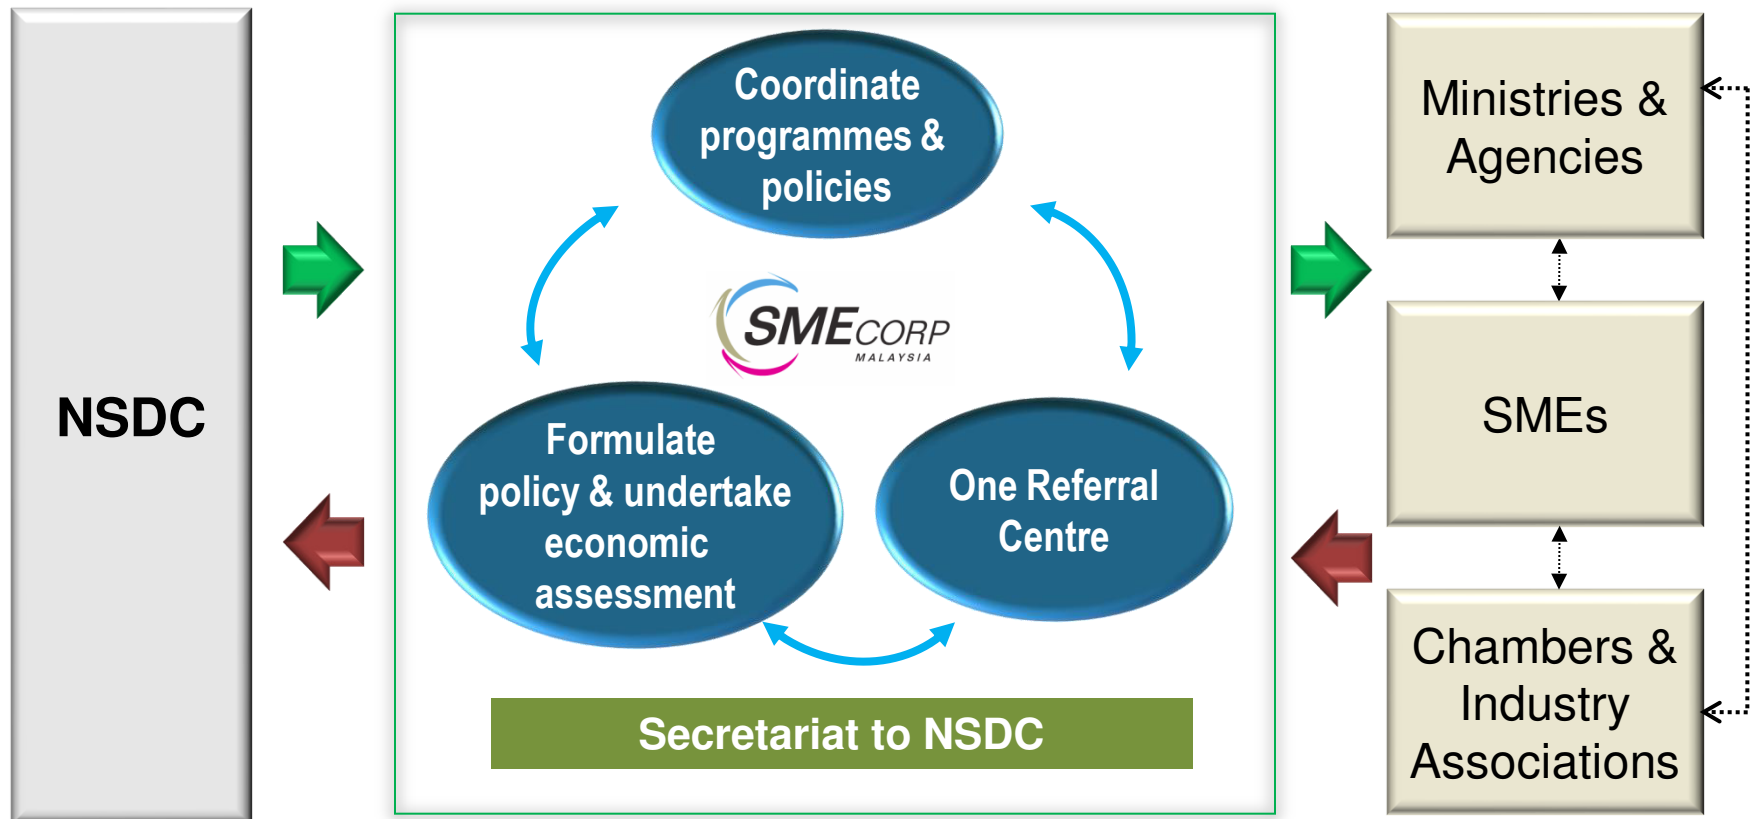 NSDC
Coordinate
programmes &
policies
SMECORP
MALAYSIA
Formulate
policy & undertake
economic
assessment
One Referral
Centre
Secretariat to NSDC
Ministries &
Agencies
SMEs
Chambers &
Industry
Associations